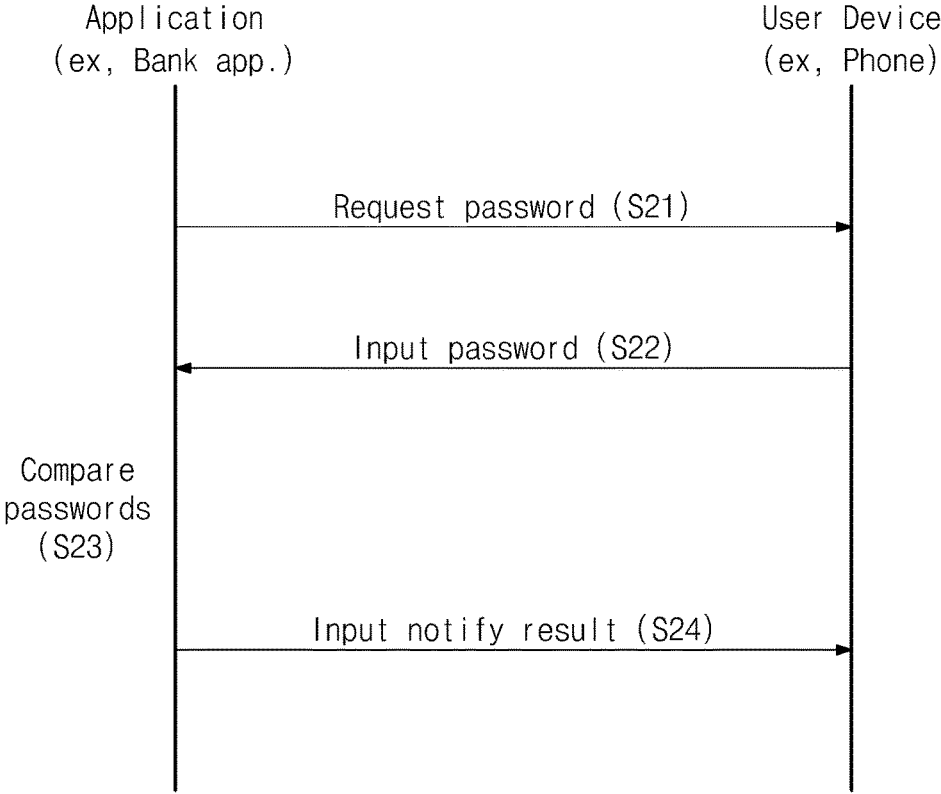 Application
(ex, Bank app.)
User Device
(ex, Phone)
Request password (S21)
Input password (S22)
Compare
passwords
(S23)
Input notify result (S24)